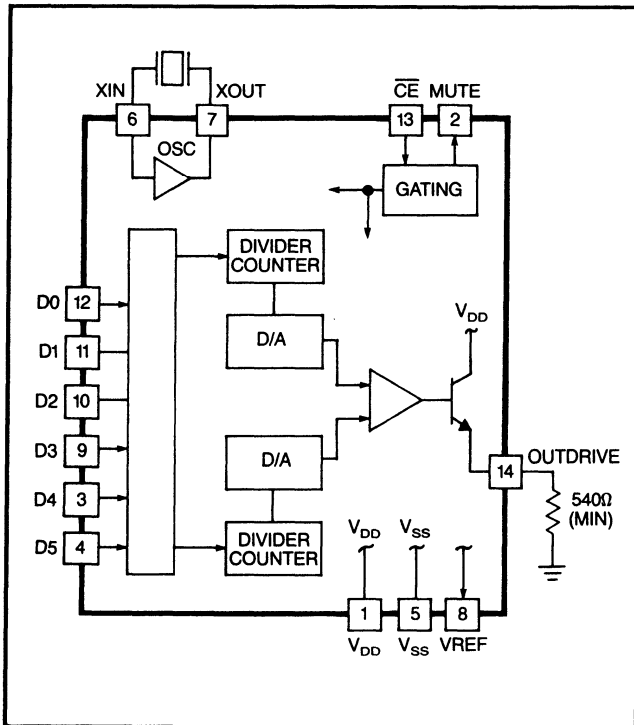 XIN
XOUT
6
7
OSC
CE MUTE
13
2
GATING
DIVIDER
COUNTER
D/A
D0
12
D1
11
D2
10
D3
9
D4
3
D5
4
D/A
DIVIDER
COUNTER
VDD
14
OUTDRIVE
540Ω
(MIN)
VDD
VSS
1
5
8
VDD
VSS
VREF